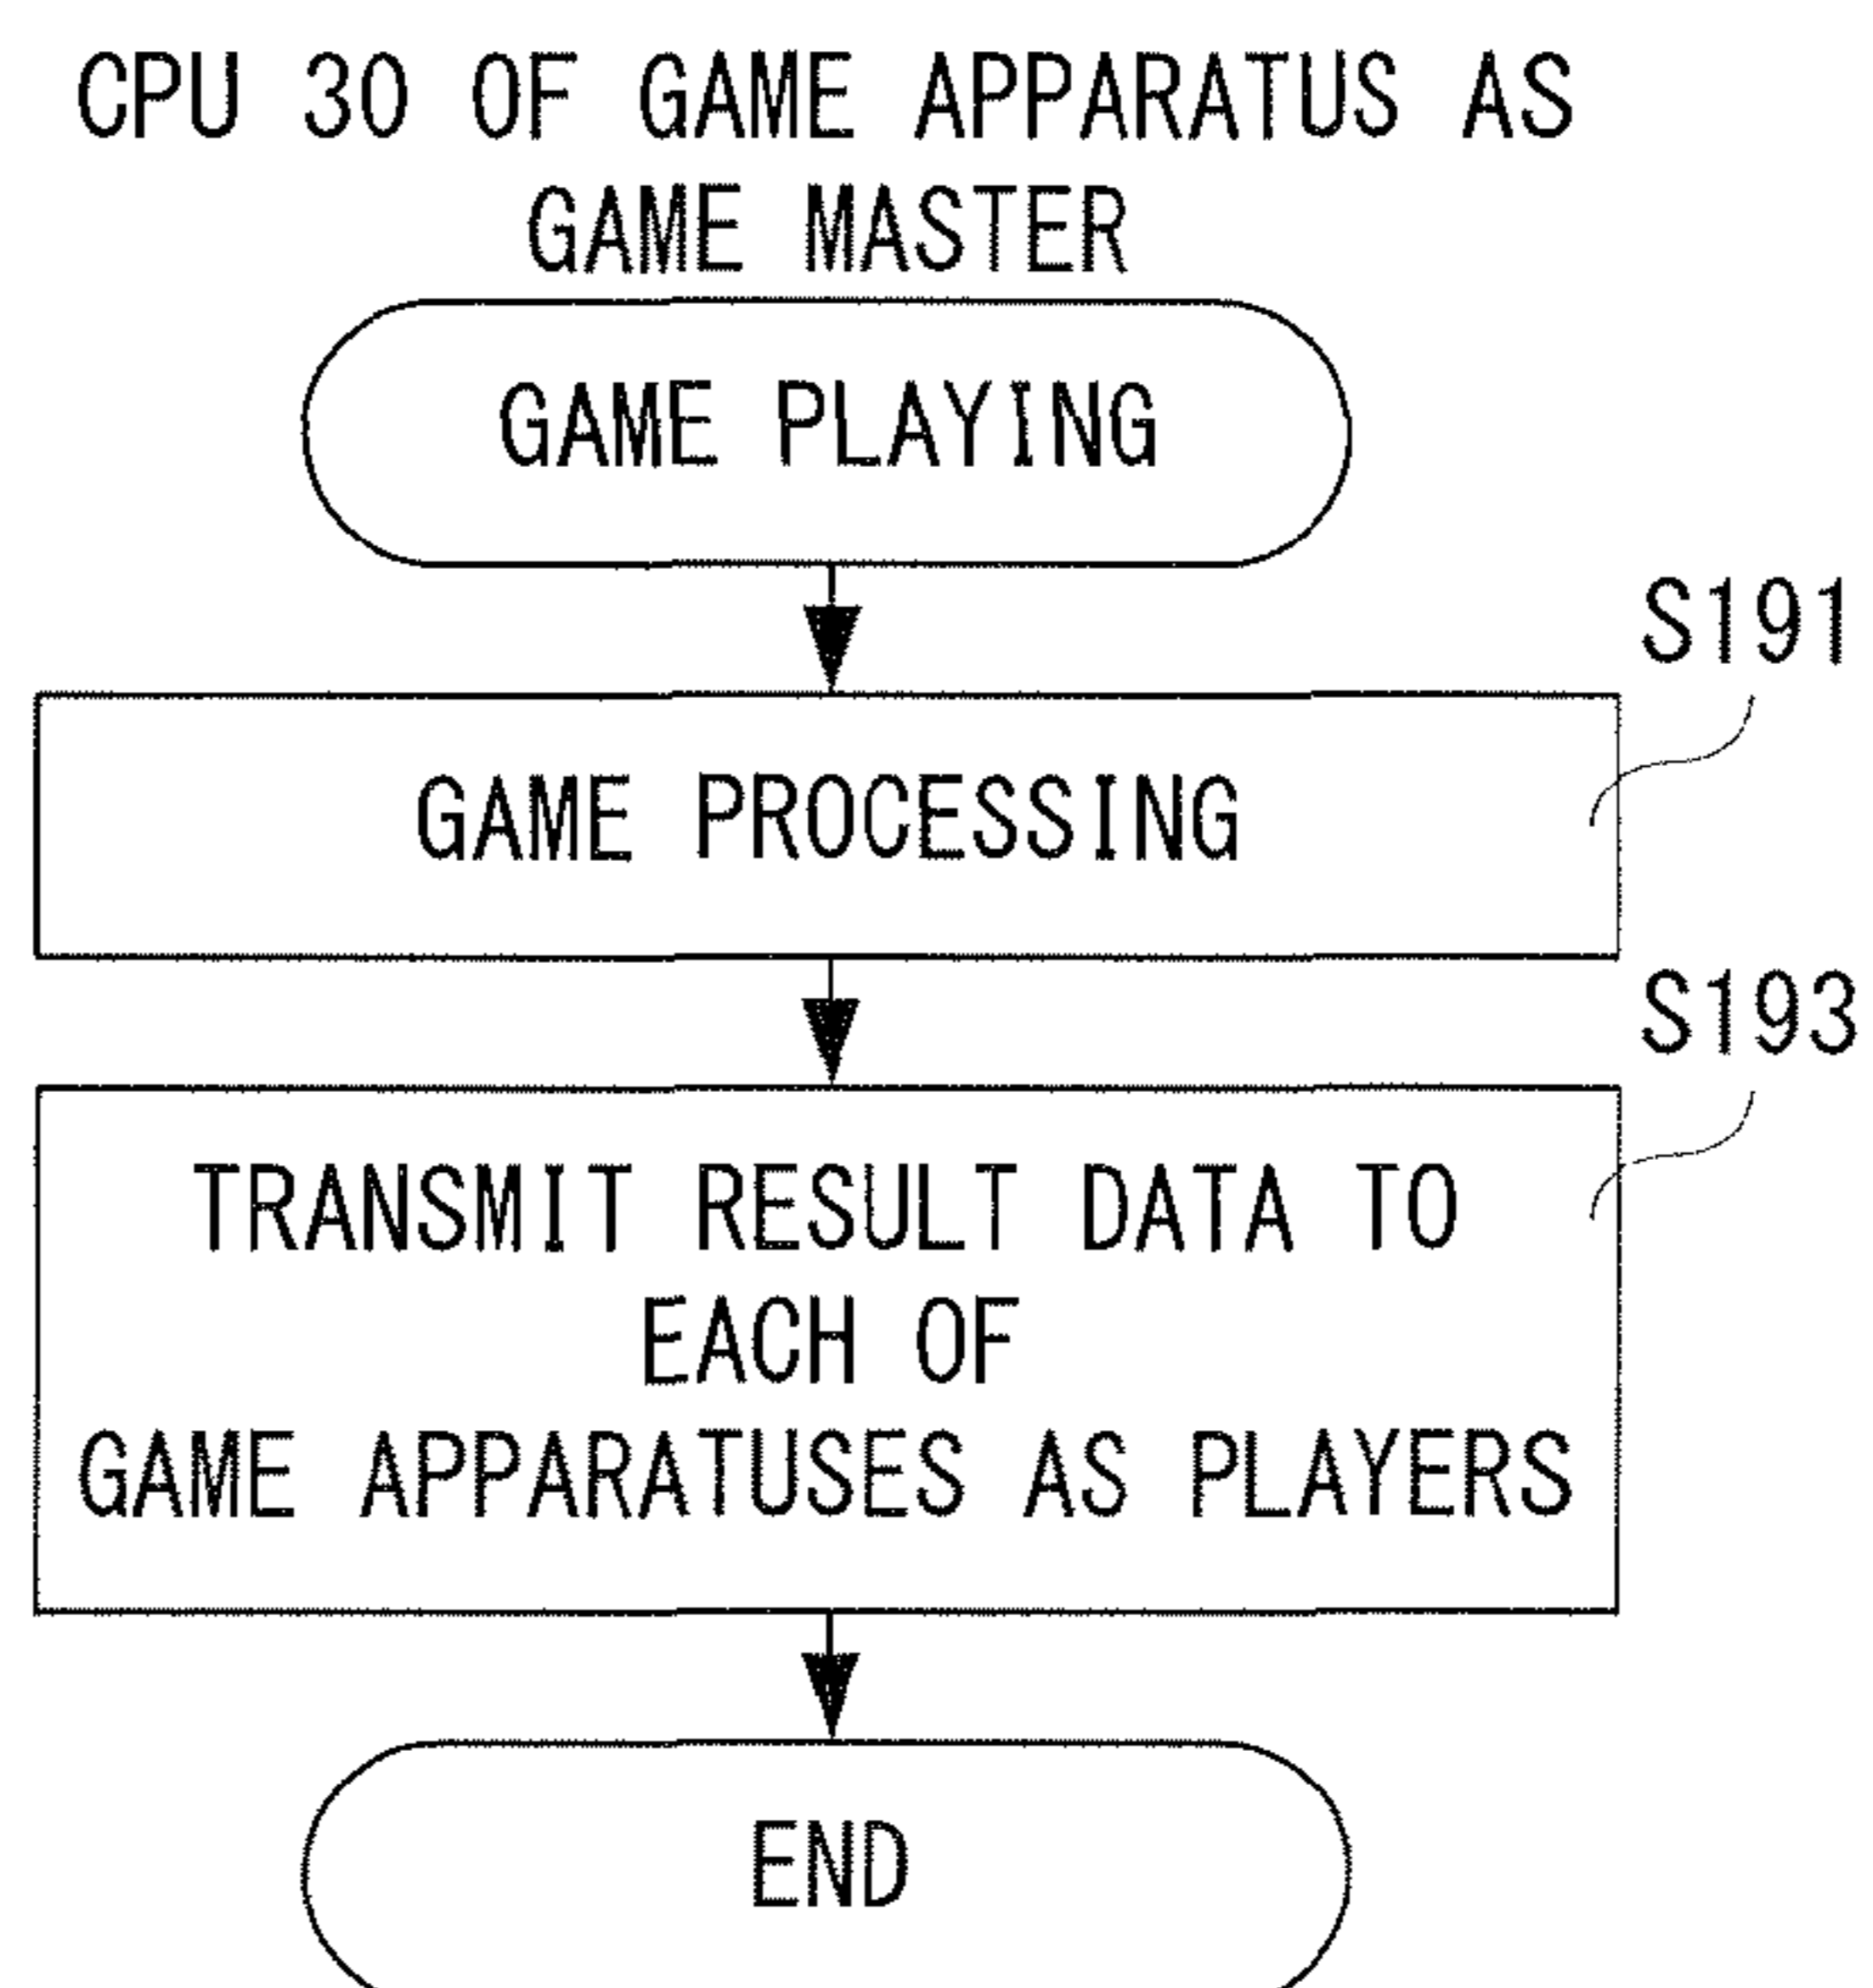 CPU 30 OF GAME APPARATUS AS
GAME MASTER
GAME PLAYING
S191
GAME PROCESSING
S193
TRANSMIT RESULT DATA TO
EACH OF
GAME APPARATUSES AS PLAYERS
END